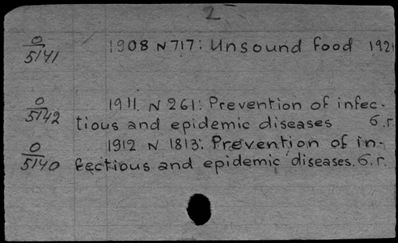 2
0/5141 1908 N 717: Unsound food 192
0/5142 1911. N 261: Prevention of infec-
tious and epidemic diseases 6.r.
0/5140 1912 N 1813: Prevention of in-
fectious and epidemic diseases. 6.r.